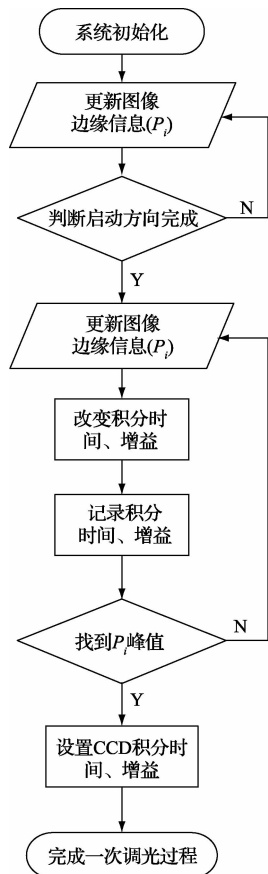 系统初始化
更新图像
边缘信息(Pi)
判断启动方向完成
N
Y
更新图像
边缘信息(Pi)
改变积分时
间、增益
记录积分
时间、增益
找到Pi峰值
N
Y
设置CCD积分时
间、增益
完成一次调光过程